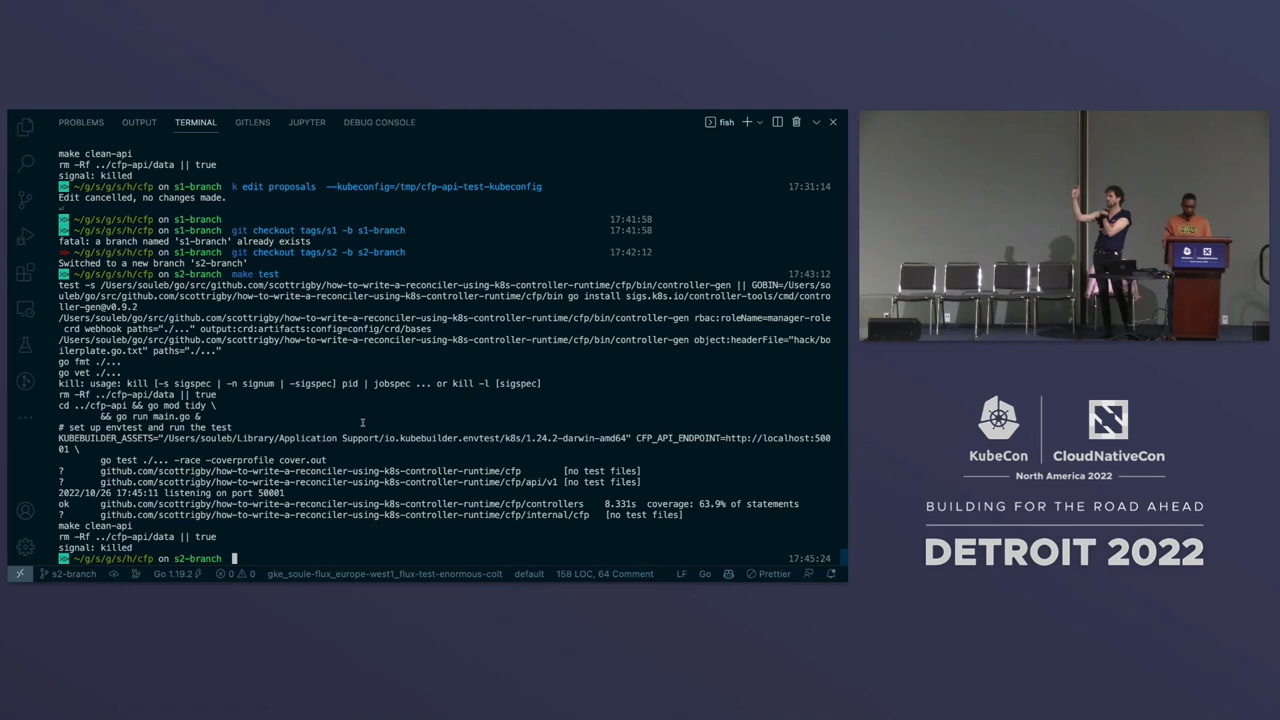 PROBLEMS OUTPUT TERMINAL GITLENS JUPYTER DEBUG CONSOLE fish
make clean-api
rm -Rf ../cfp-api/data || true
signal: killed
~/g/s/g/s/h/cfp on s1-branch k edit proposals --kubeconfig=/tmp/cfp-api-test-kubeconfig 17:31:14
Edit cancelled, no changes made.
~/g/s/g/s/h/cfp on s1-branch 17:41:58
~/g/s/g/s/h/cfp on s1-branch git checkout tags/s1 -b s1-branch 17:41:58
fatal: a branch named 's1-branch' already exists
~/g/s/g/s/h/cfp on s1-branch git checkout tags/s2 -b s2-branch 17:42:12
Switched to a new branch 's2-branch'
~/g/s/g/s/h/cfp on s2-branch make test 17:43:12
test -s /Users/souleb/go/src/github.com/scottrigby/how-to-write-a-reconciler-using-k8s-controller-runtime/cfp/bin/controller-gen || GOBIN=/Users/so
uleb/go/src/github.com/scottrigby/how-to-write-a-reconciler-using-k8s-controller-runtime/cfp/bin go install sigs.k8s.io/controller-tools/cmd/control
ler-gen@v0.9.2
/Users/souleb/go/src/github.com/scottrigby/how-to-write-a-reconciler-using-k8s-controller-runtime/cfp/bin/controller-gen rbac:roleName=manager-role
crd webhook paths="./..." output:crd:artifacts:config=config/crd/bases
/Users/souleb/go/src/github.com/scottrigby/how-to-write-a-reconciler-using-k8s-controller-runtime/cfp/bin/controller-gen object:headerFile="hack/bo
ilerplate.go.txt" paths="./..."
go fmt ./...
go vet ./...
kill: usage: kill [-s sigspec | -n signum | -sigspec] pid | jobspec ... or kill -l [sigspec]
rm -Rf ../cfp-api/data || true
cd ../cfp-api && go mod tidy \
&& go run main.go &
# set up envtest and run the test
KUBEBUILDER_ASSETS="/Users/souleb/Library/Application Support/io.kubebuilder.envtest/k8s/1.24.2-darwin-amd64" CFP_API_ENDPOINT=http://localhost:500
01 \
go test ./... -race -coverprofile cover.out
? github.com/scottrigby/how-to-write-a-reconciler-using-k8s-controller-runtime/cfp [no test files]
? github.com/scottrigby/how-to-write-a-reconciler-using-k8s-controller-runtime/cfp/api/v1 [no test files]
2022/10/26 17:45:11 listening on port 50001
ok github.com/scottrigby/how-to-write-a-reconciler-using-k8s-controller-runtime/cfp/controllers 8.331s coverage: 63.9% of statements
? github.com/scottrigby/how-to-write-a-reconciler-using-k8s-controller-runtime/cfp/internal/cfp [no test files]
make clean-api
rm -Rf ../cfp-api/data || true
signal: killed
~/g/s/g/s/h/cfp on s2-branch 17:45:24
s2-branch Go 1.19.2 0 0 gke_soule-flux_europe-west1_flux-test-enormous-colt default 158 LOC, 64 Comment LF Go Prettier
KubeCon CloudNativeCon
North America 2022
BUILDING FOR THE ROAD AHEAD
DETROIT 2022